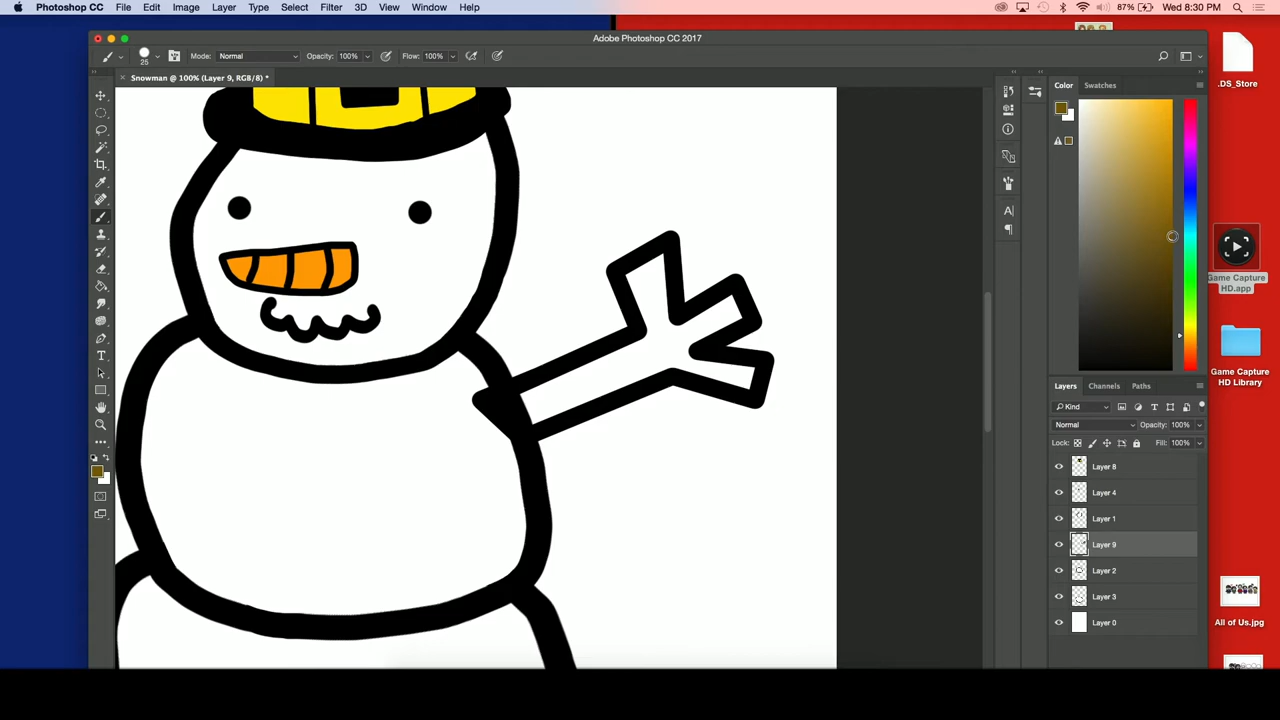 Photoshop CC File Edit Image Layer Type Select Filter 3D View Window Help 87% Wed 8:30 PM
Adobe Photoshop CC 2017
25 Mode: Normal Opacity: 100% Flow: 100%
Snowman @ 100% (Layer 9, RGB/8) *
Color Swatches
.DS_Store
Game Capture
HD.app
Game Capture
HD Library
Layers Channels Paths
Kind
Normal Opacity: 100%
Lock: Fill: 100%
Layer 8
Layer 4
Layer 1
Layer 9
Layer 2
Layer 3
Layer 0
All of Us.jpg